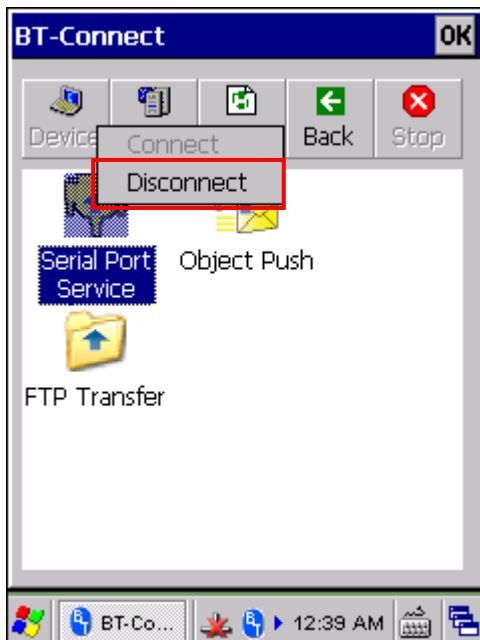 BT-Connect OK
Device
Back
Stop
Connect
Disconnect
Serial Port
Service
Object Push
FTP Transfer
BT-Co...
12:39 AM